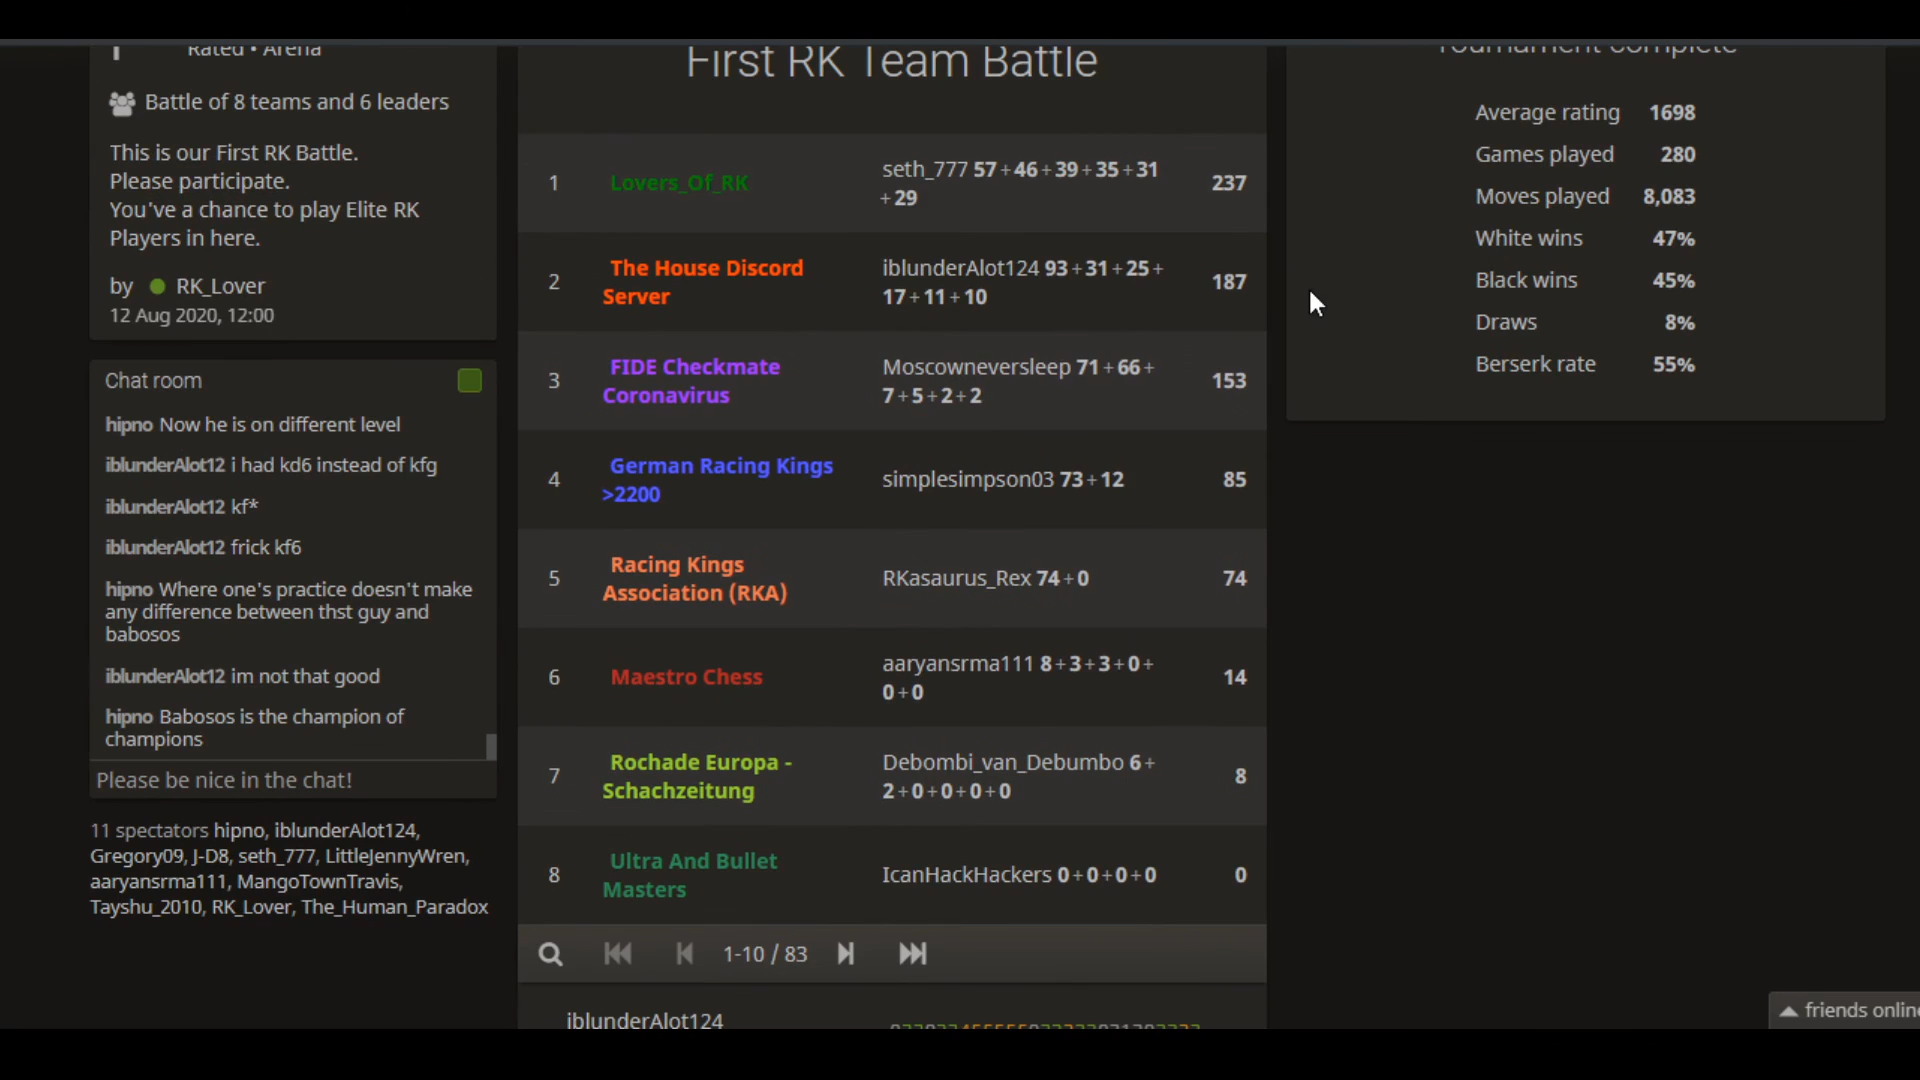 Rated • Arena
Battle of 8 teams and 6 leaders
This is our First RK Battle.
Please participate.
You've a chance to play Elite RK
Players in here.
by RK_Lover
12 Aug 2020, 12:00
Chat room
hipno Now he is on different level
iblunderAlot12 i had kd6 instead of kfg
iblunderAlot12 kf*
iblunderAlot12 frick kf6
hipno Where one's practice doesn't make
any difference between thst guy and
babosos
iblunderAlot12 im not that good
hipno Babosos is the champion of
champions
Please be nice in the chat!
11 spectators hipno, iblunderAlot124,
Gregory09, J-D8, seth_777, LittleJennyWren,
aaryansrma111, MangoTownTravis,
Tayshu_2010, RK_Lover, The_Human_Paradox
First RK Team Battle
1 Lovers_Of_RK seth_777 57+46+39+35+31 237
+29
2 The House Discord iblunderAlot124 93+31+25+ 187
Server 17+11+10
3 FIDE Checkmate Moscowneversleep 71+66+ 153
Coronavirus 7+5+2+2
4 German Racing Kings simplesimpson03 73+12 85
>2200
5 Racing Kings RKasaurus_Rex 74+0 74
Association (RKA)
6 Maestro Chess aaryansrma111 8+3+3+0+ 14
0+0
7 Rochade Europa - Debombi_van_Debumbo 6+ 8
Schachzeitung 2+0+0+0+0
8 Ultra And Bullet IcanHackHackers 0+0+0+0 0
Masters
1-10 / 83
iblunderAlot124
Tournament complete
Average rating 1698
Games played 280
Moves played 8,083
White wins 47%
Black wins 45%
Draws 8%
Berserk rate 55%
friends online